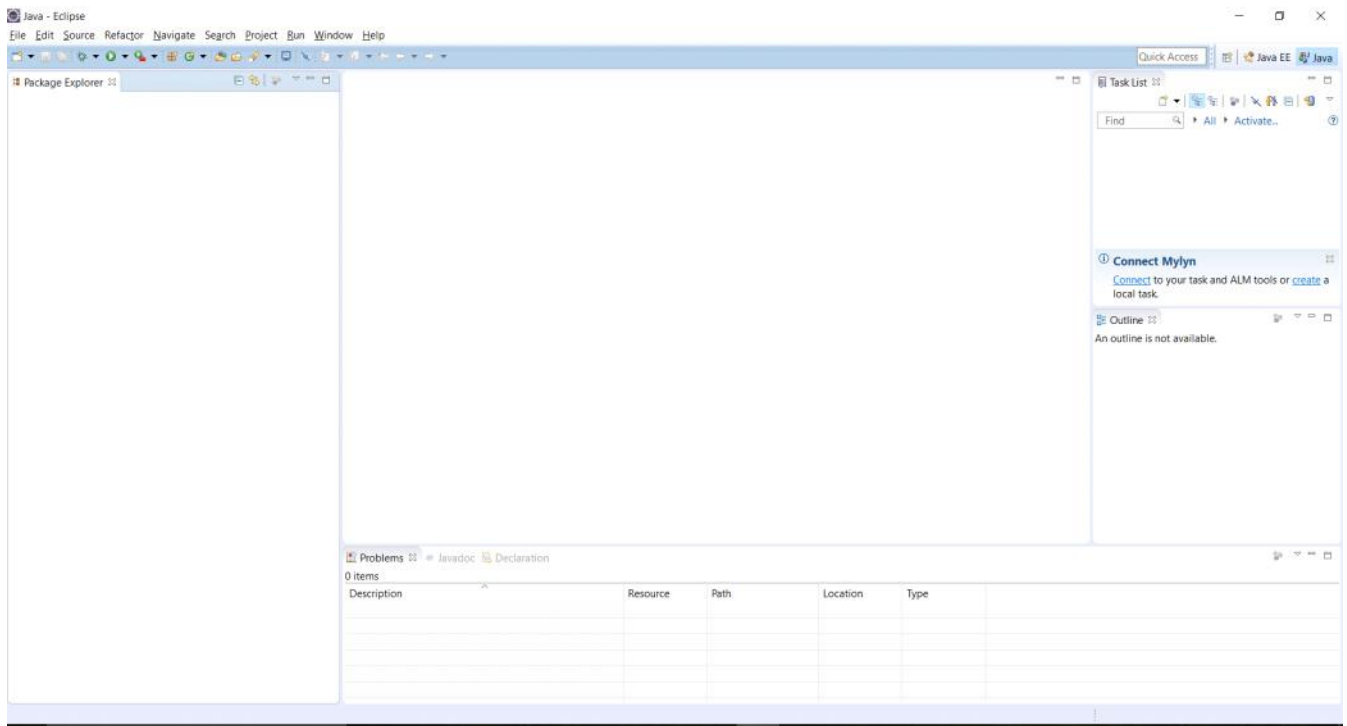 Java - Eclipse
File Edit Source Refactor Navigate Search Project Run Window Help
Quick Access Java EE Java
Package Explorer
Task List
Find All Activate...
Connect Mylyn
Connect to your task and ALM tools or create a
local task.
Outline
An outline is not available.
Problems Javadoc Declaration
0 items
Description Resource Path Location Type